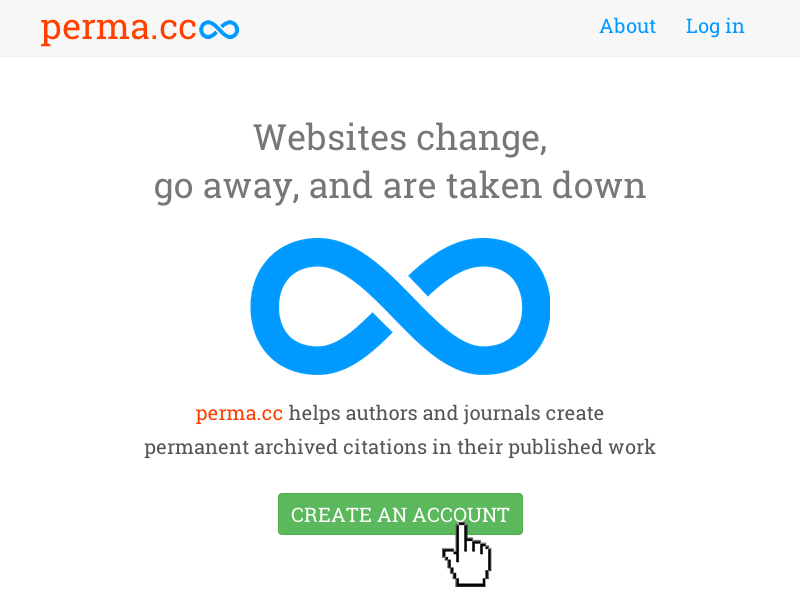 perma.cc
About
Log in
Websites change,
go away, and are taken down
perma.cc helps authors and journals create
permanent archived citations in their published work
CREATE AN ACCOUNT